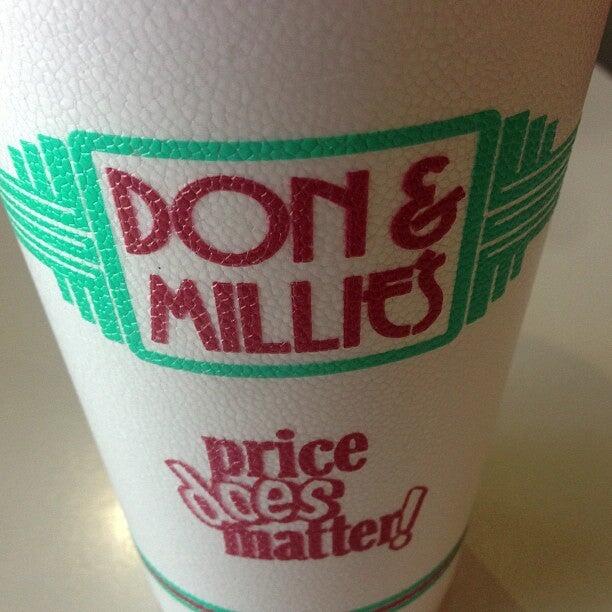 DON &
MILLIE'S
price
does
matter!